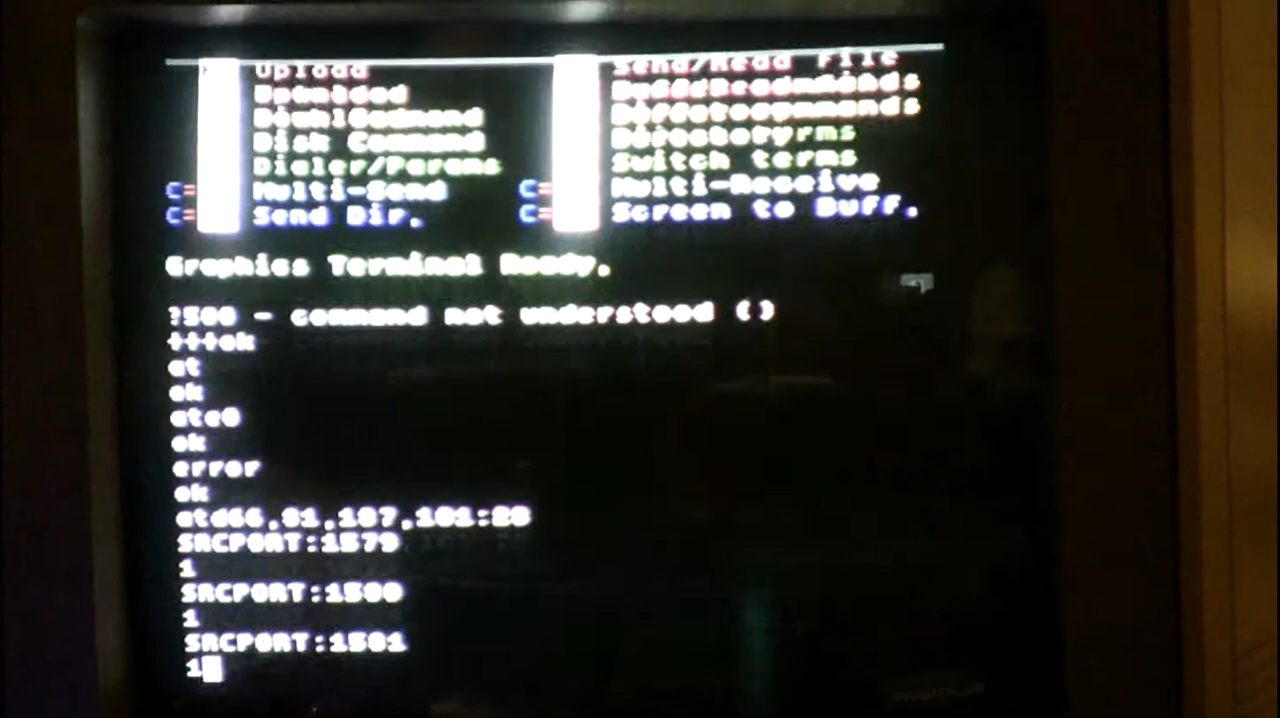 Upload Send/Read File
Disk Command
Dialer/Params Switch terms
C= Multi-Send C= Multi-Receive
C= Send Dir. C= Screen to Buff.
Graphics Terminal Ready.
?500 - command not understood ()
+++ok
at
ok
ate0
ok
error
ok
SRCPORT:1579
1
SRCPORT:1580
1
SRCPORT:1581
1